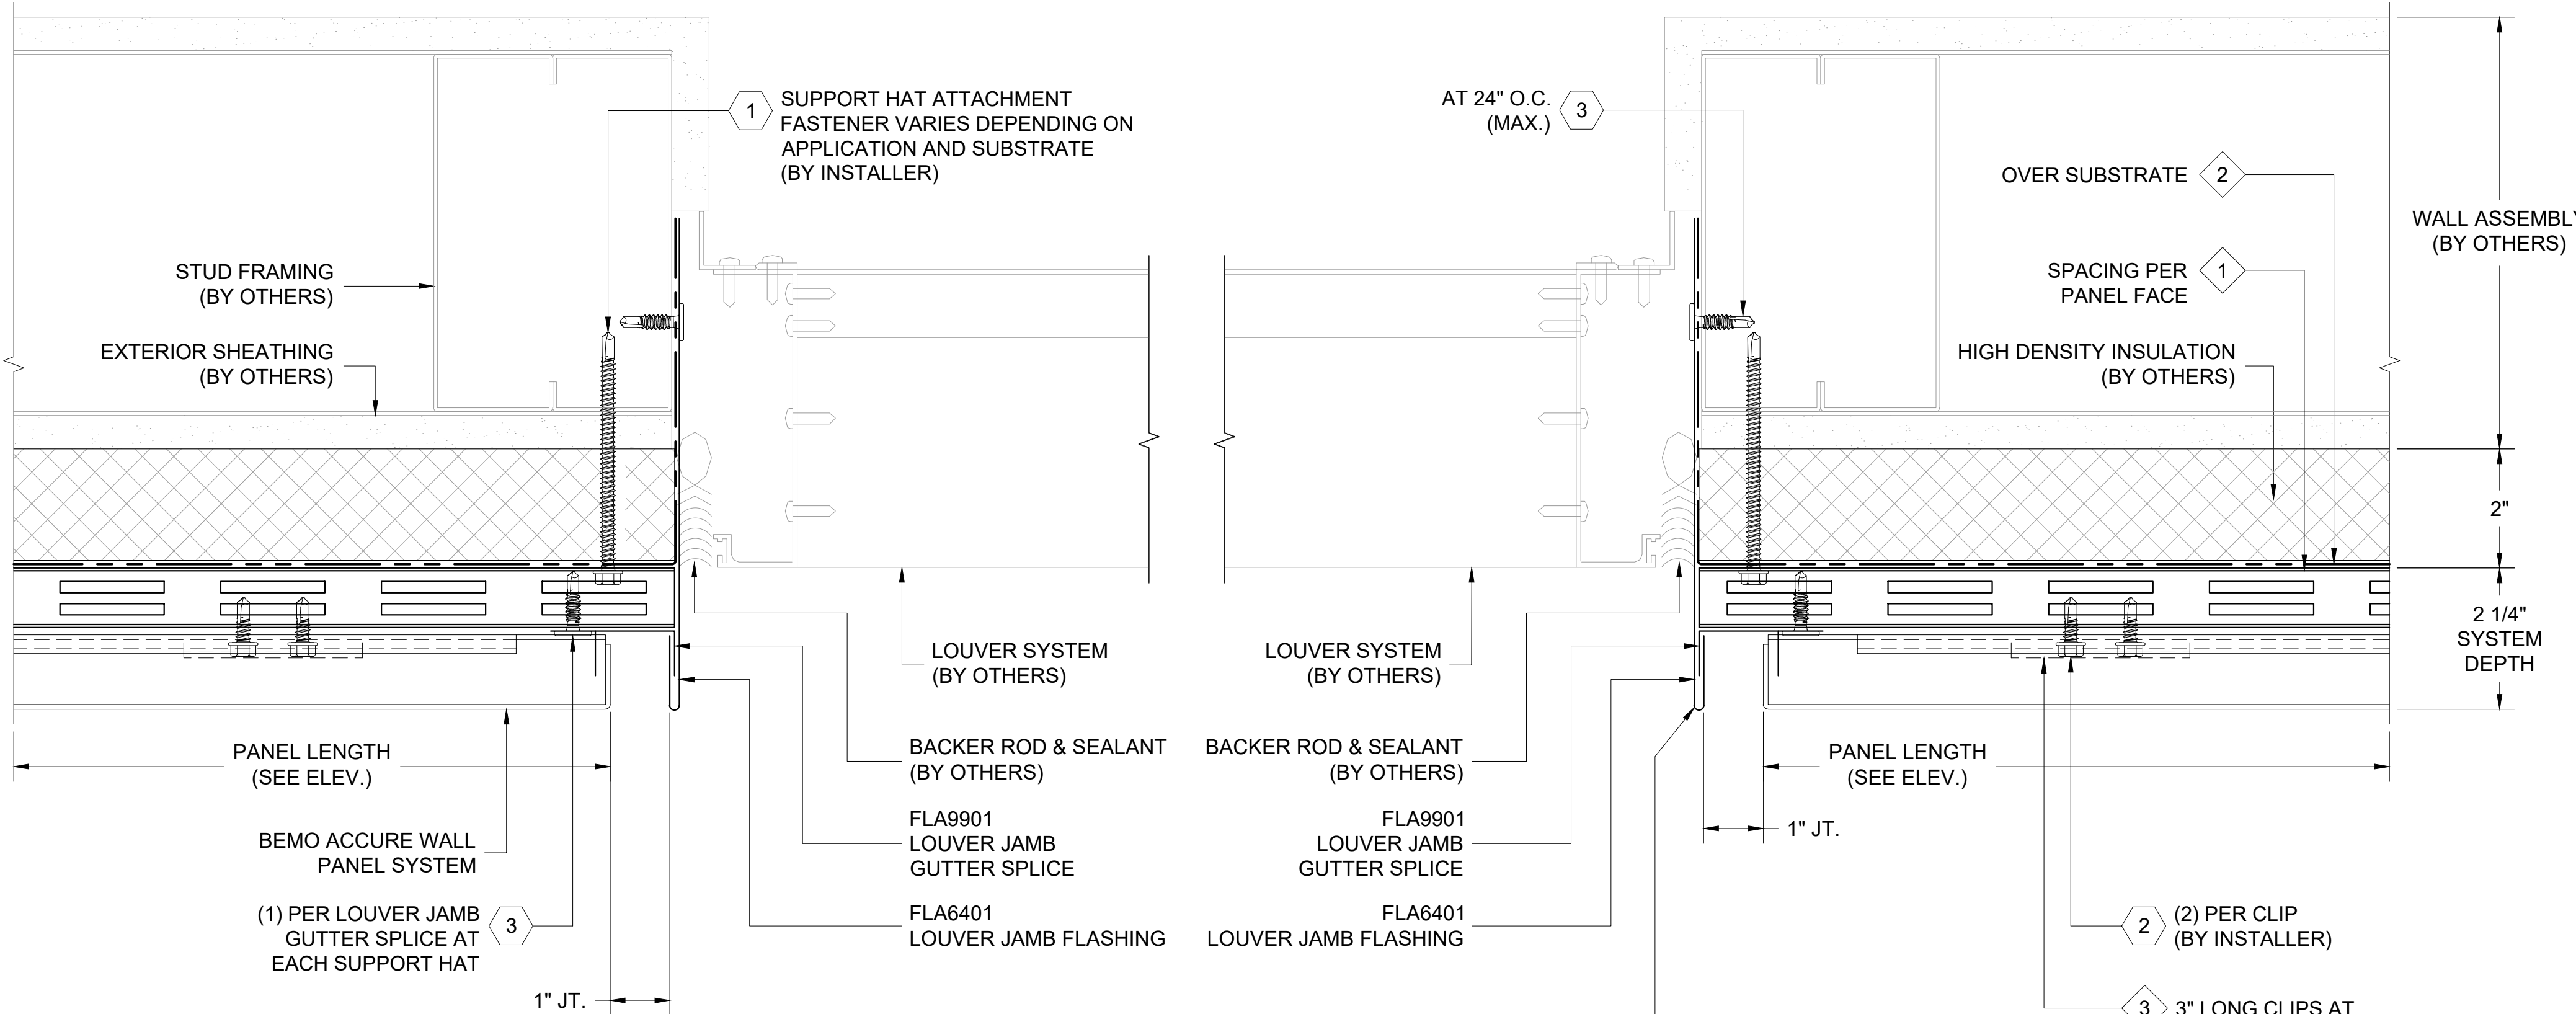 1
SUPPORT HAT ATTACHMENT
FASTENER VARIES DEPENDING ON
APPLICATION AND SUBSTRATE
(BY INSTALLER)
STUD FRAMING
(BY OTHERS)
EXTERIOR SHEATHING
(BY OTHERS)
AT 24" O.C.
(MAX.)
3
OVER SUBSTRATE
2
SPACING PER
PANEL FACE
1
HIGH DENSITY INSULATION
(BY OTHERS)
WALL ASSEMBLY
(BY OTHERS)
2"
2 1/4"
SYSTEM
DEPTH
LOUVER SYSTEM
(BY OTHERS)
LOUVER SYSTEM
(BY OTHERS)
PANEL LENGTH
(SEE ELEV.)
BACKER ROD & SEALANT
(BY OTHERS)
BACKER ROD & SEALANT
(BY OTHERS)
PANEL LENGTH
(SEE ELEV.)
BEMO ACCURE WALL
PANEL SYSTEM
FLA9901
LOUVER JAMB
GUTTER SPLICE
FLA9901
LOUVER JAMB
GUTTER SPLICE
1" JT.
(1) PER LOUVER JAMB
GUTTER SPLICE AT
EACH SUPPORT HAT
3
FLA6401
LOUVER JAMB FLASHING
FLA6401
LOUVER JAMB FLASHING
2
(2) PER CLIP
(BY INSTALLER)
1" JT.
3
3" LONG CLIPS AT